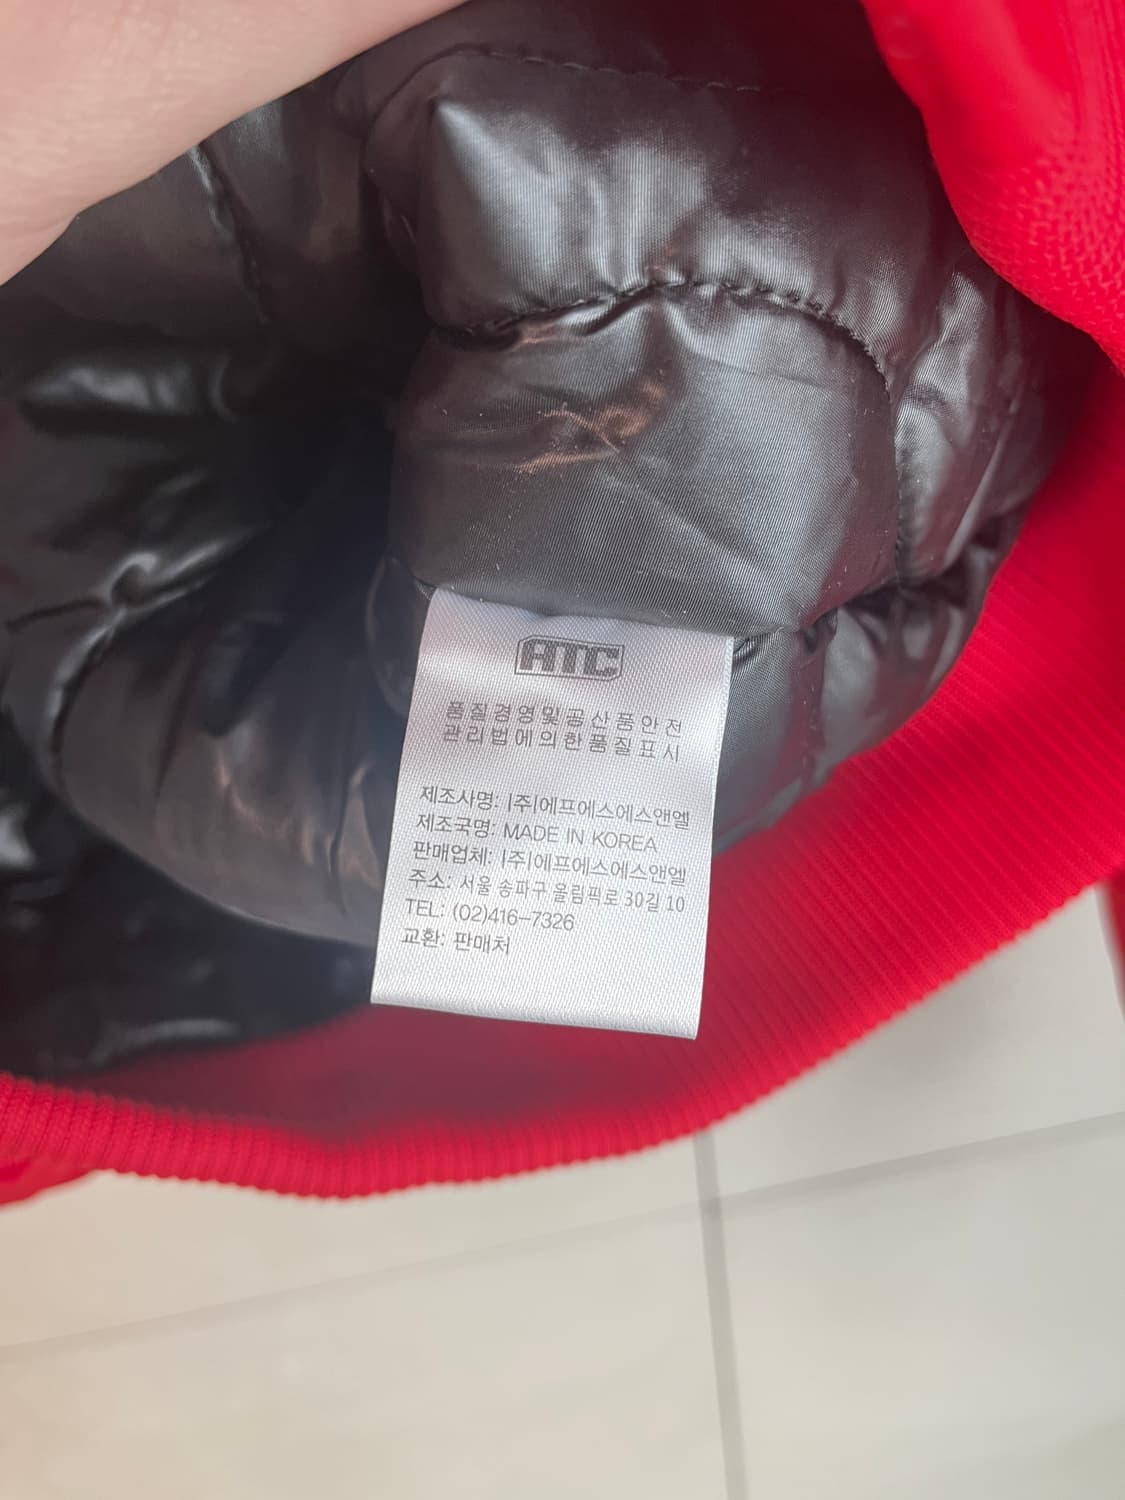 ATC
품질경영및공산품안전
관리법에의한품질표시
제조사명: (주)에프에스에스앤엘
제조국명: MADE IN KOREA
판매업체: (주)에프에스에스앤엘
주소: 서울 송파구 올림픽로 30길 10
TEL: (02)416-7326
교환: 판매처